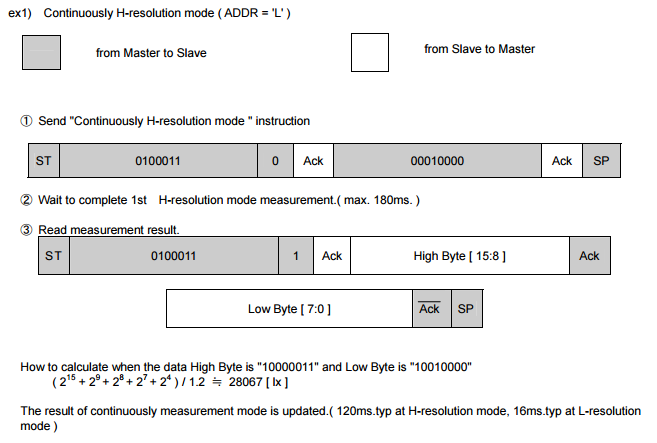 ex1) Continuously H-resolution mode ( ADDR = 'L' )
from Master to Slave
from Slave to Master
① Send "Continuously H-resolution mode " instruction
ST 0100011 0 Ack 00010000 Ack SP
② Wait to complete 1st H-resolution mode measurement.( max. 180ms. )
③ Read measurement result.
ST 0100011 1 Ack High Byte [ 15:8 ] Ack
Low Byte [ 7:0 ] A̅c̅k̅ SP
How to calculate when the data High Byte is "10000011" and Low Byte is "10010000"
( 2¹⁵ + 2⁹ + 2⁸ + 2⁷ + 2⁴ ) / 1.2 ≒ 28067 [ lx ]
The result of continuously measurement mode is updated.( 120ms.typ at H-resolution mode, 16ms.typ at L-resolution
mode )